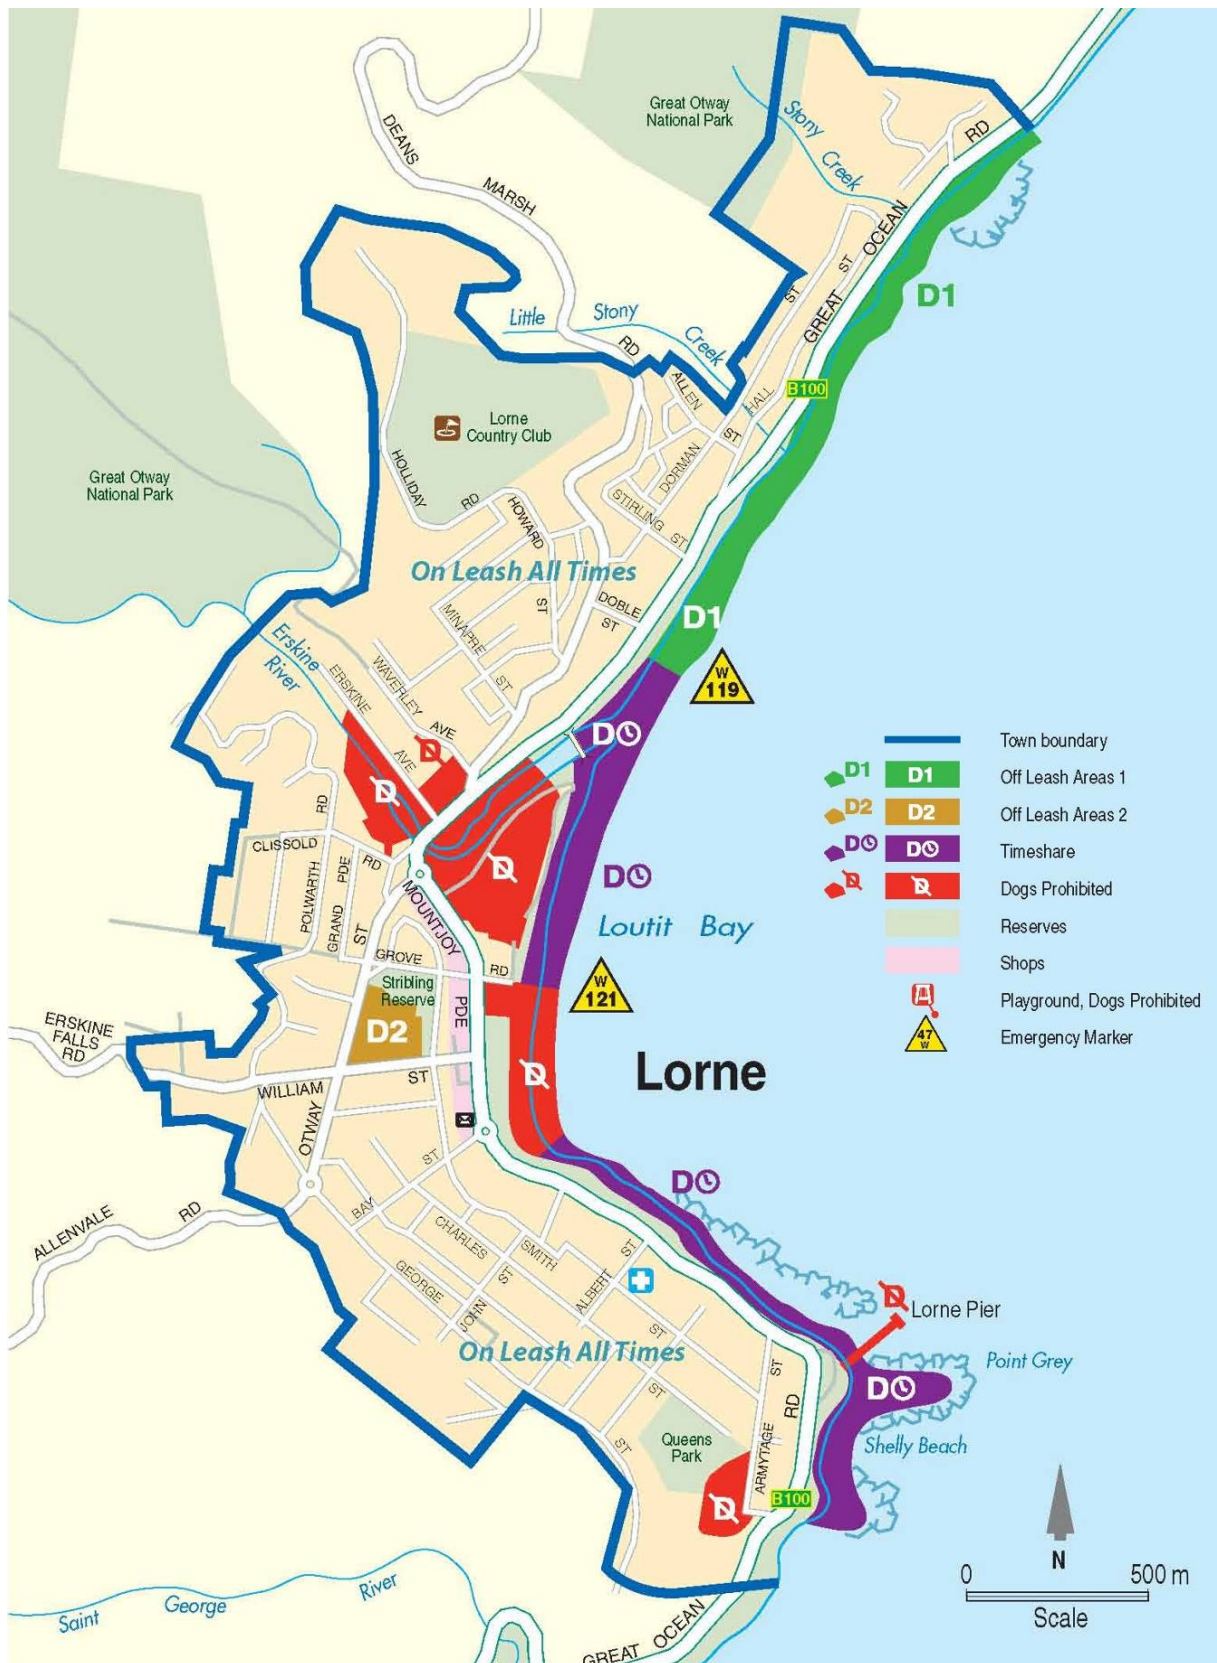 Great Otway
National Park
Stony
Creek
RD
DEANS
MARSH
OCEAN
ST
GREAT
ST
D1
Little
Stony
Creek
RD
B100
ALLEN
HALL
ST
Lorne
Country Club
DORMAN
HOLLIDAY
RD
HOWARD
STIRLING
ST
Great Otway
National Park
On Leash All Times
DOBLE
ST
ST
MINAPRE
ST
D1
W
119
Erskine
River
ERSKINE
AVE
WAVERLEY
AVE
D
D
D
Town boundary
D1
D1
Off Leash Areas 1
D2
D2
Off Leash Areas 2
D
D
Timeshare
D
D
Dogs Prohibited
Reserves
Shops
Playground, Dogs Prohibited
47
W
Emergency Marker
RD
CLISSOLD
RD
POLWARTH
GRAND
PDE
ST
MOUNTJOY
PDE
D
D
Loutit Bay
GROVE
RD
Stribling
Reserve
D2
W
121
ERSKINE
FALLS
RD
WILLIAM
ST
OTWAY
D
Lorne
ALLENVALE
RD
BAY
ST
D
CHARLES
ST
SMITH
ST
GEORGE
ST
JOHN
ALBERT
ST
On Leash All Times
D
Lorne Pier
Point Grey
D
Shelly Beach
ST
RD
ARMYTAGE
Queens
Park
D
B100
N
0
500 m
Scale
Saint
George
River
GREAT
OCEAN